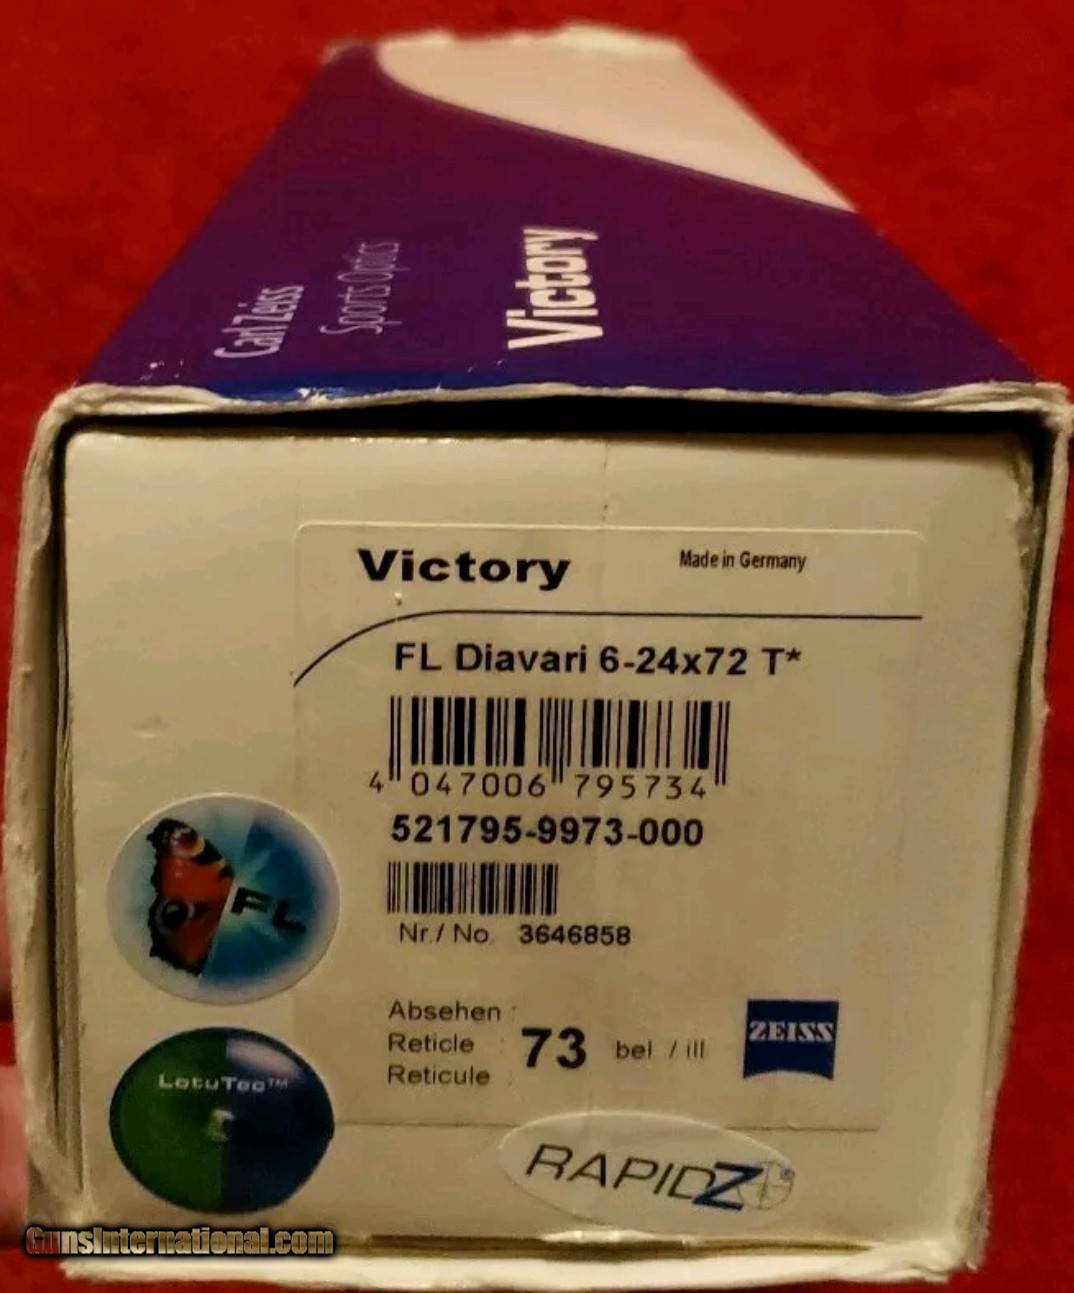 Carl Zeiss
Sports Optics
Victory
Victory
Made in Germany
FL Diavari 6-24x72 T*
4 047006 795734
521795-9973-000
Nr./ No. 3646858
Absehen :
Reticle :
Reticule :
73 bel / ill
ZEISS
FL
LotuTec™
RAPIDZ
GunsInternational.com